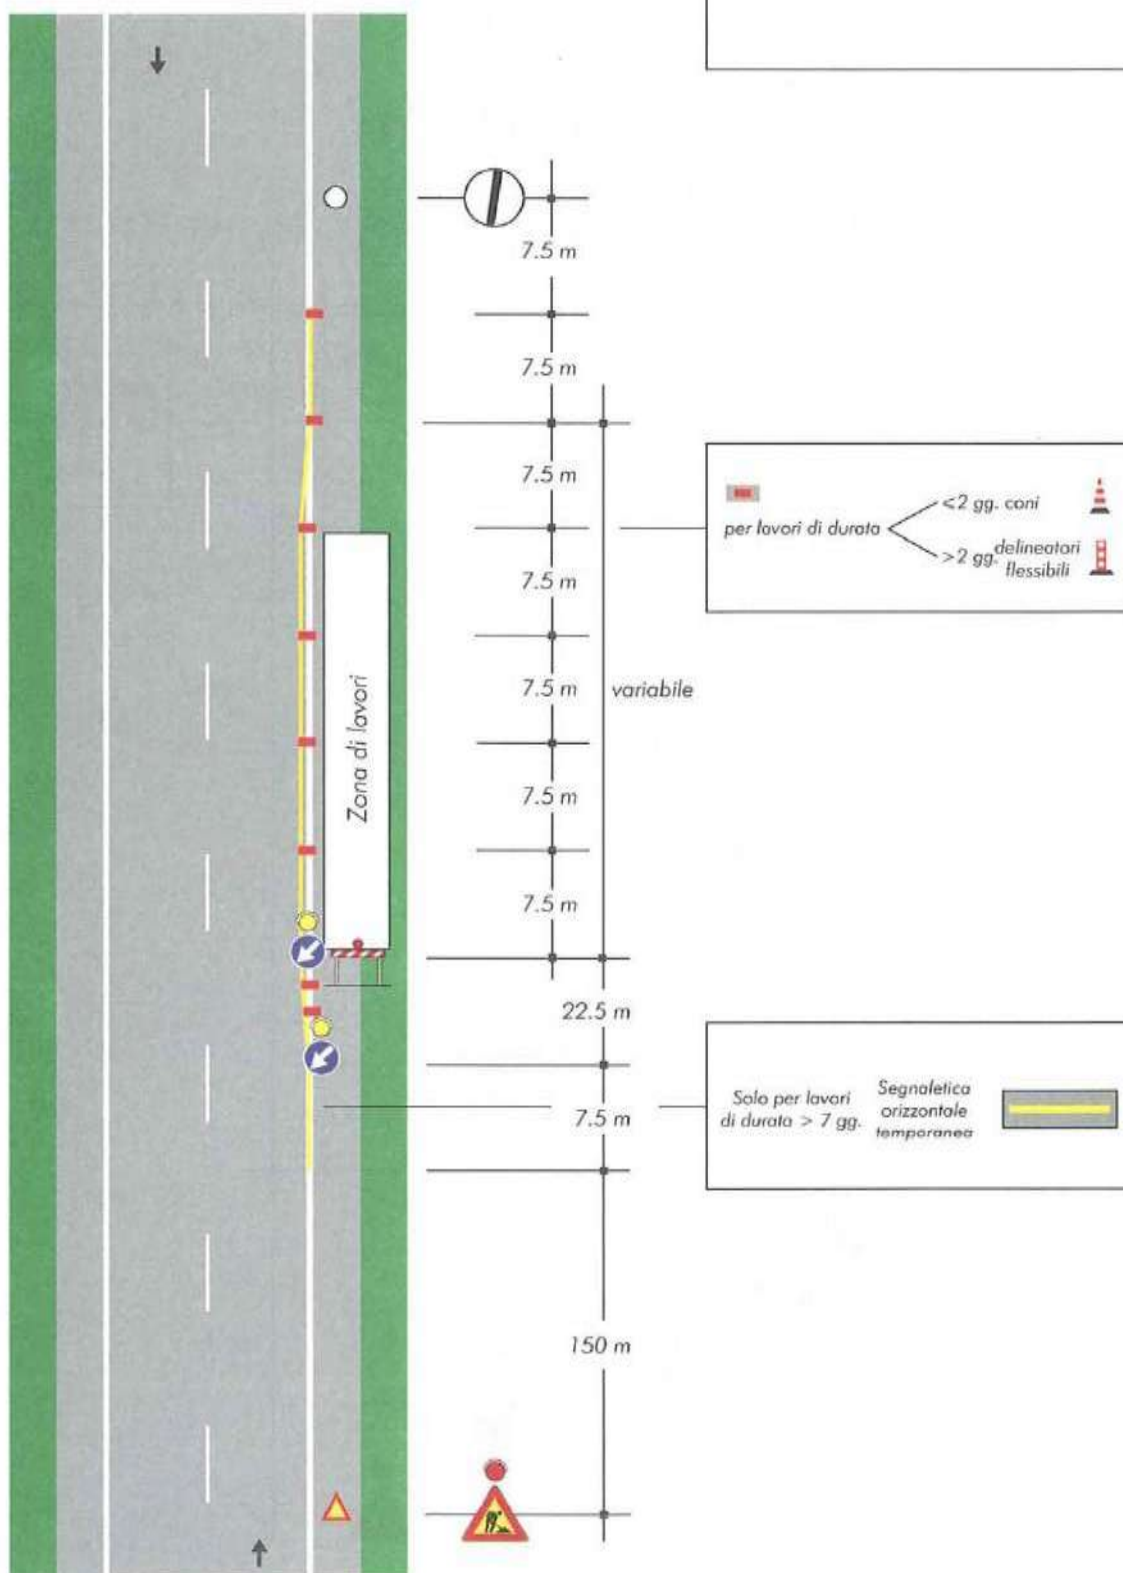 7.5 m
7.5 m
7.5 m
<2 gg. coni
per lavori di durata
>2 gg. delineatori
flessibili
7.5 m
7.5 m
variabile
Zona di lavori
7.5 m
7.5 m
22.5 m
Solo per lavori
di durata > 7 gg.
Segnaletica
orizzontale
temporanea
7.5 m
150 m